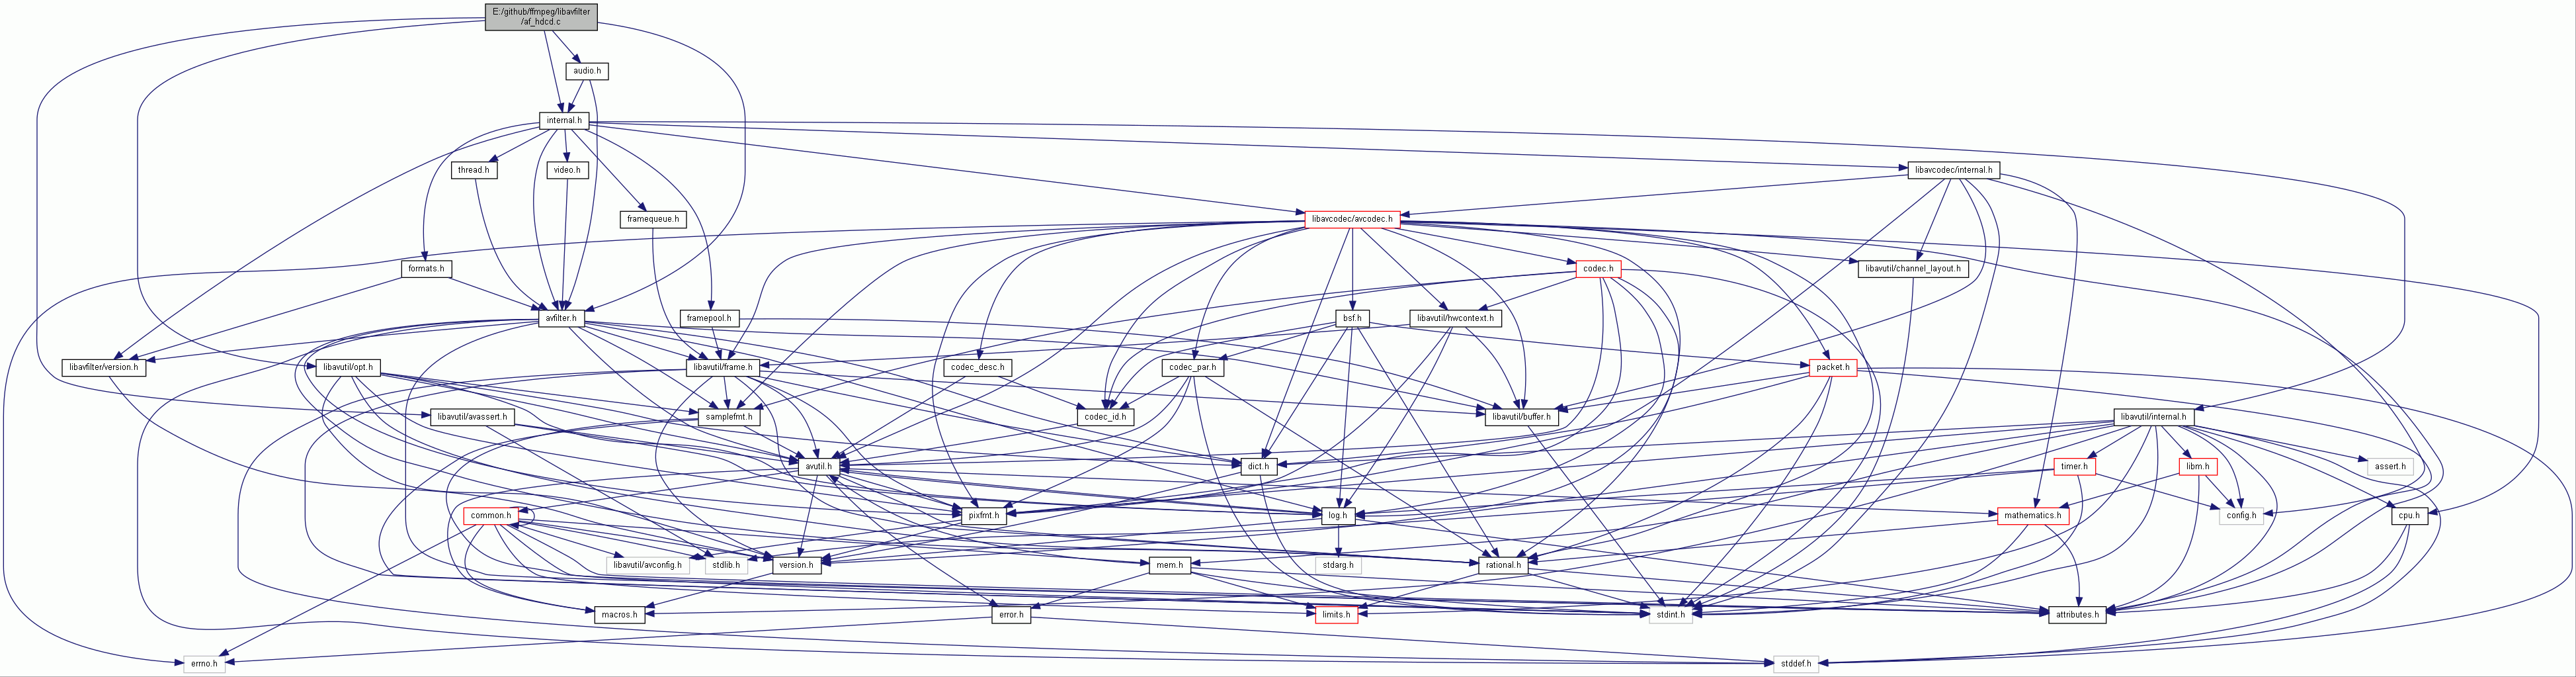 E:/github/ffmpeg/libavfilter
/af_hdcd.c
audio.h
internal.h
thread.h
video.h
libavcodec/internal.h
framequeue.h
libavcodec/avcodec.h
formats.h
codec.h
libavutil/channel_layout.h
avfilter.h
framepool.h
libavutil/hwcontext.h
bsf.h
libavfilter/version.h
libavutil/opt.h
libavutil/frame.h
codec_desc.h
codec_par.h
packet.h
libavutil/avassert.h
samplefmt.h
codec_id.h
libavutil/buffer.h
libavutil/internal.h
avutil.h
dict.h
timer.h
libm.h
assert.h
common.h
pixfmt.h
log.h
mathematics.h
config.h
cpu.h
libavutil/avconfig.h
stdlib.h
version.h
mem.h
stdarg.h
rational.h
macros.h
error.h
limits.h
stdint.h
attributes.h
errno.h
stddef.h